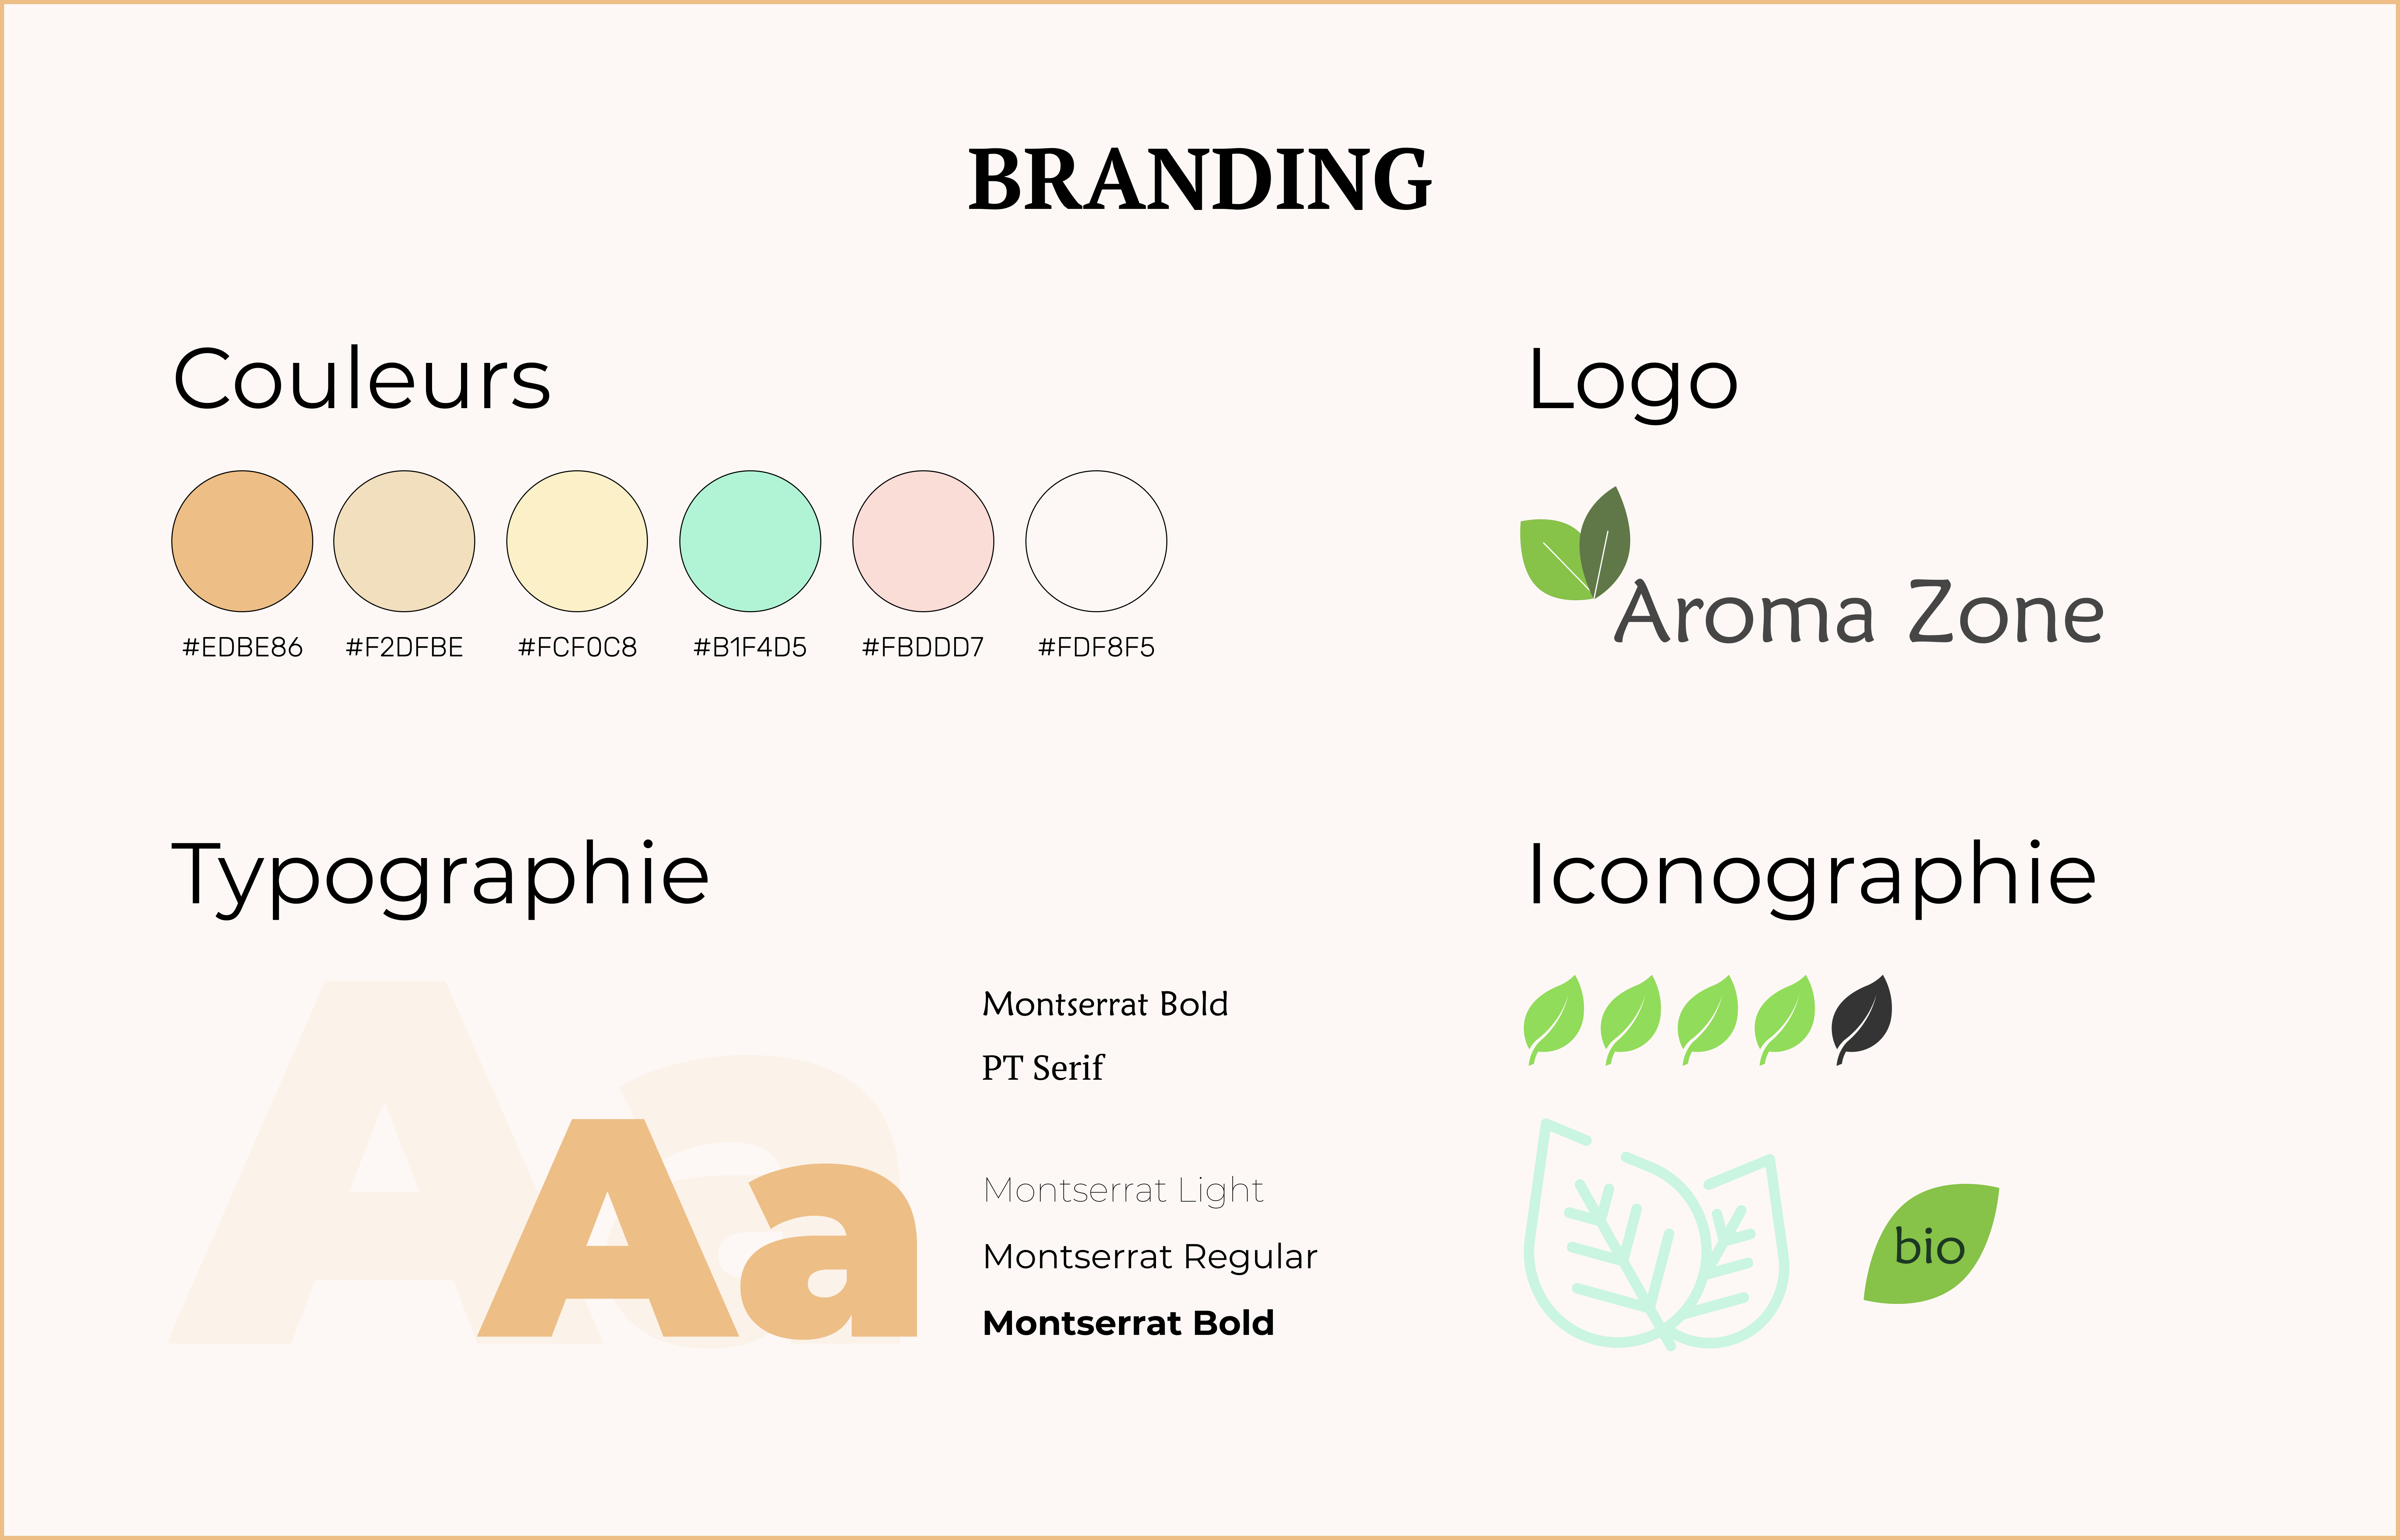 BRANDING
Couleurs
#EDBE86 #F2DFBE #FCF0C8 #B1F4D5 #FBDDD7 #FDF8F5
Logo
Aroma Zone
Typographie
Aa
Aa
Montserrat Bold
PT Serif
Montserrat Light
Montserrat Regular
Montserrat Bold
Iconographie
bio